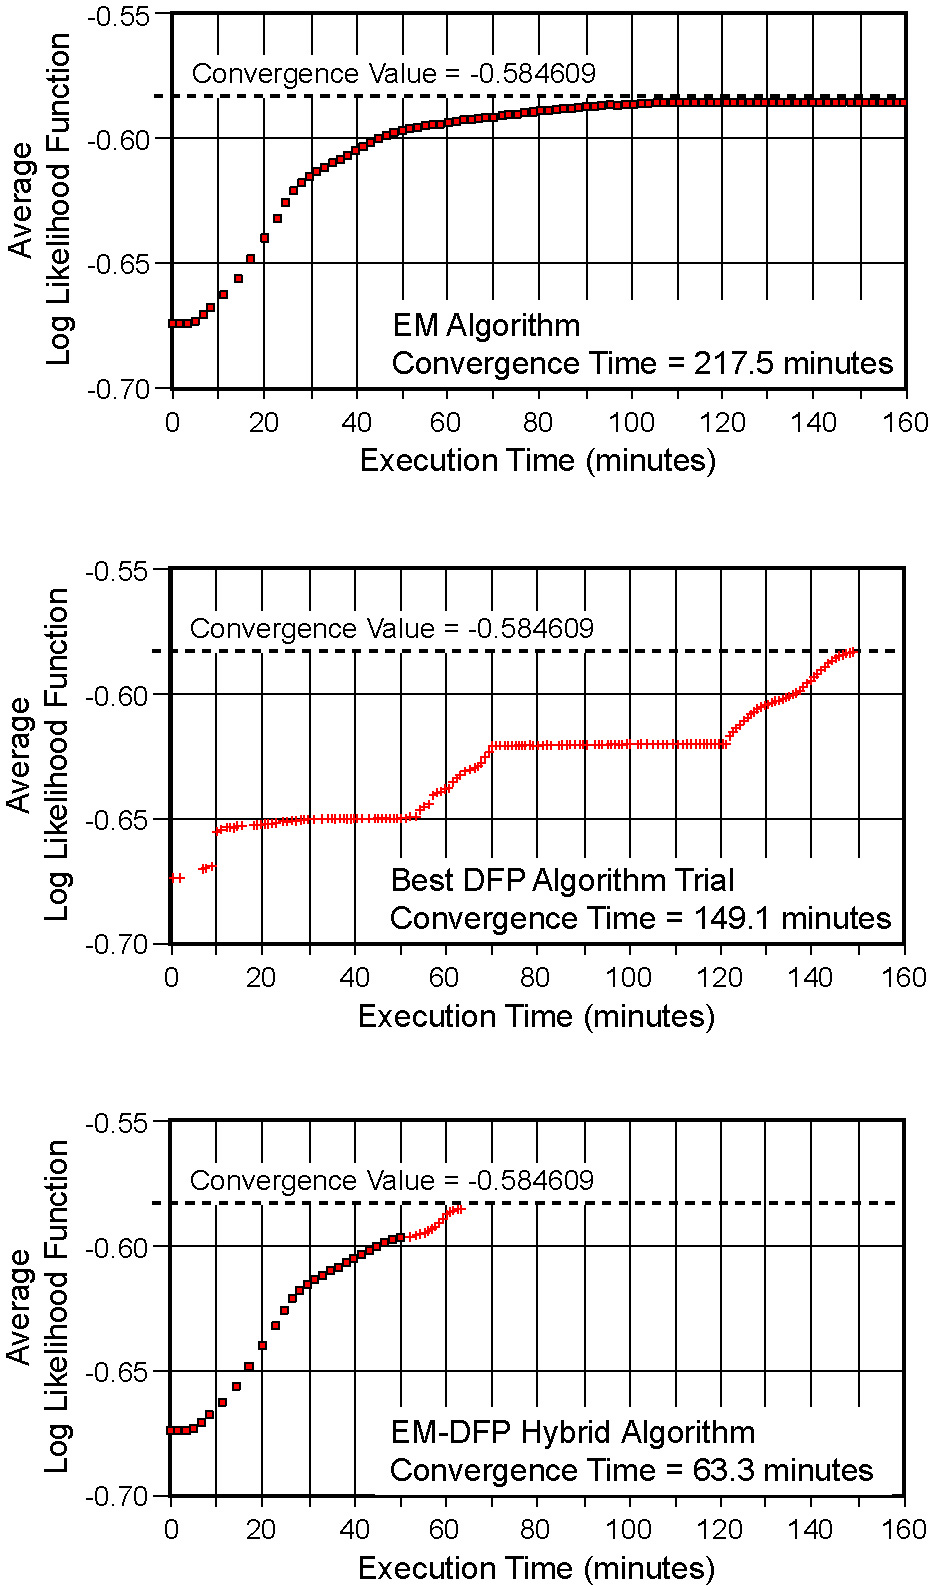 -0.55
Convergence Value = -0.584609
-0.60
-0.65
-0.70
Average
Log Likelihood Function
EM Algorithm
Convergence Time = 217.5 minutes
0 20 40 60 80 100 120 140 160
Execution Time (minutes)
-0.55
Convergence Value = -0.584609
-0.60
-0.65
-0.70
Average
Log Likelihood Function
Best DFP Algorithm Trial
Convergence Time = 149.1 minutes
0 20 40 60 80 100 120 140 160
Execution Time (minutes)
-0.55
Convergence Value = -0.584609
-0.60
-0.65
-0.70
Average
Log Likelihood Function
EM-DFP Hybrid Algorithm
Convergence Time = 63.3 minutes
0 20 40 60 80 100 120 140 160
Execution Time (minutes)